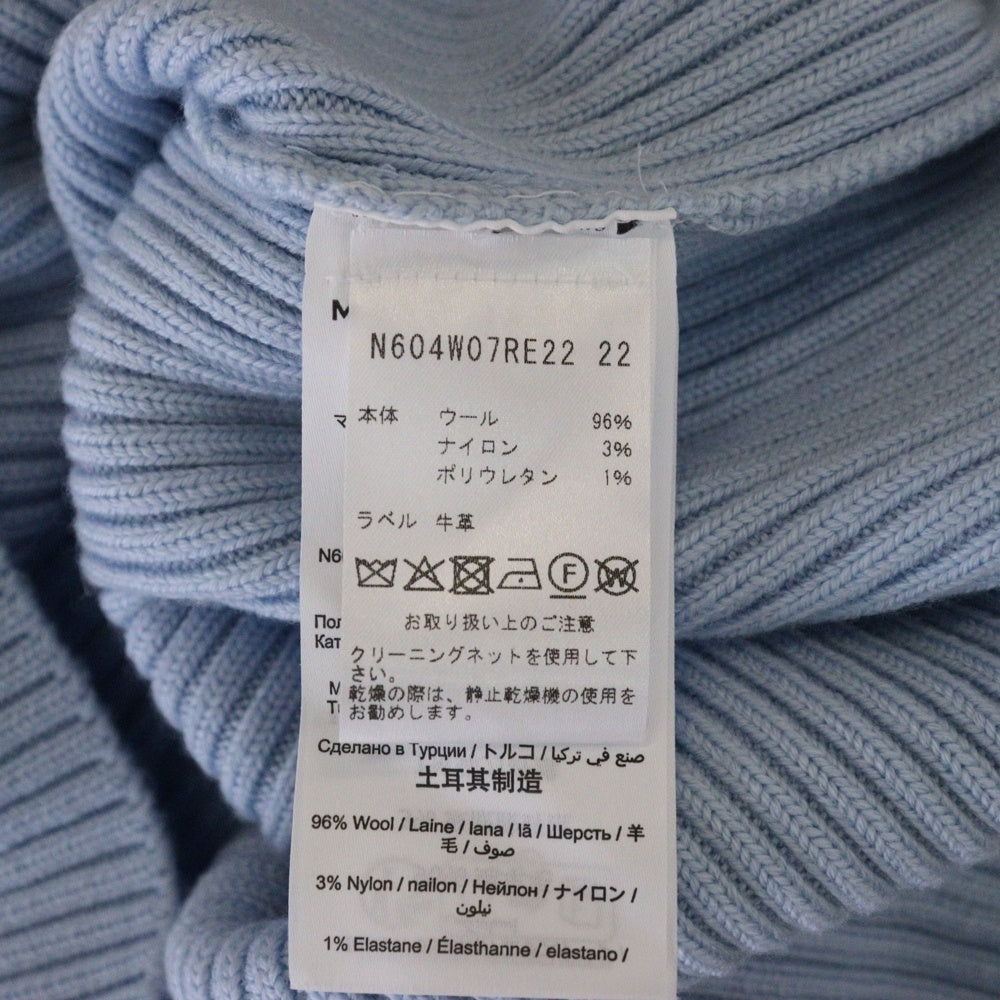 N604W07RE22 22
本体 ウール 96%
ナイロン 3%
ポリウレタン 1%
ラベル 牛革
F W
お取り扱い上のご注意
クリーニングネットを使用して下
さい。
乾燥の際は、静止乾燥機の使用を
お勧めします。
M
マ
N6
Пол
Кат
M
Сделано в Турции / トルコ / صنع في تركيا
土耳其制造
96% Wool / Laine / lana / lã / Шерсть / 羊
毛 / صوف
3% Nylon / nailon / Нейлон / ナイロン /
نيلون
1% Elastane / Élasthanne / elastano /